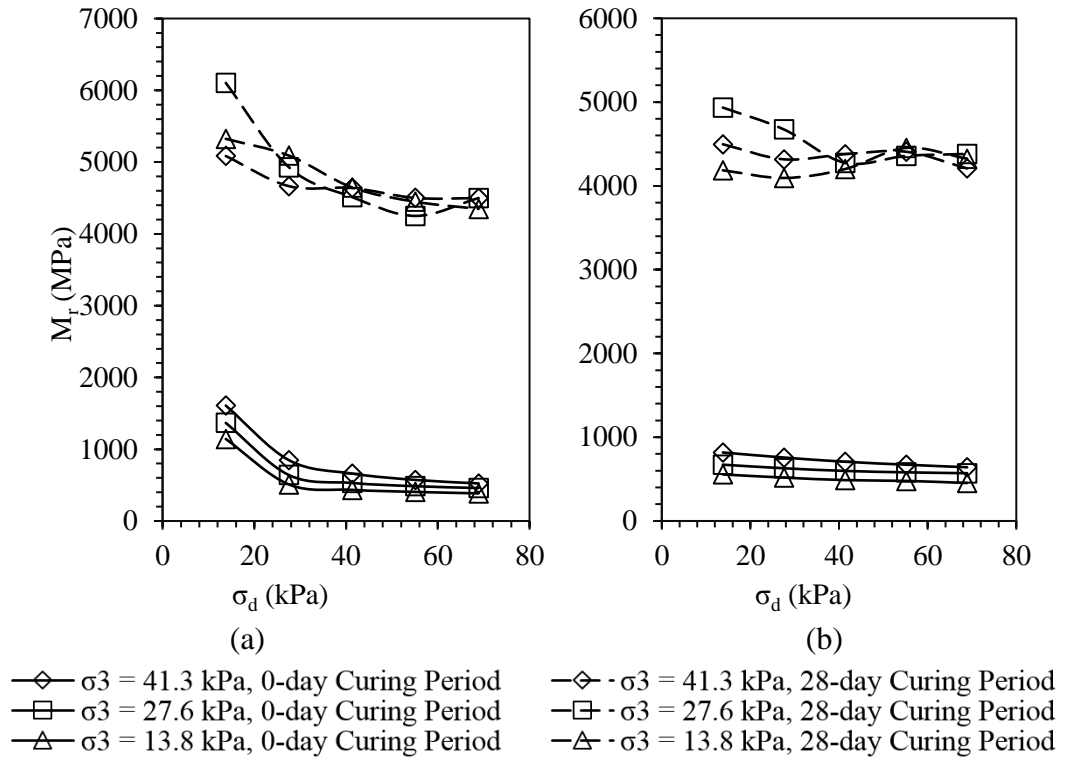 7000
6000
5000
4000
3000
2000
1000
0
M_r (MPa)
0 20 40 60 80
σ_d (kPa)
(a)
6000
5000
4000
3000
2000
1000
0
0 20 40 60 80
σ_d (kPa)
(b)
σ3 = 41.3 kPa, 0-day Curing Period
σ3 = 27.6 kPa, 0-day Curing Period
σ3 = 13.8 kPa, 0-day Curing Period
σ3 = 41.3 kPa, 28-day Curing Period
σ3 = 27.6 kPa, 28-day Curing Period
σ3 = 13.8 kPa, 28-day Curing Period